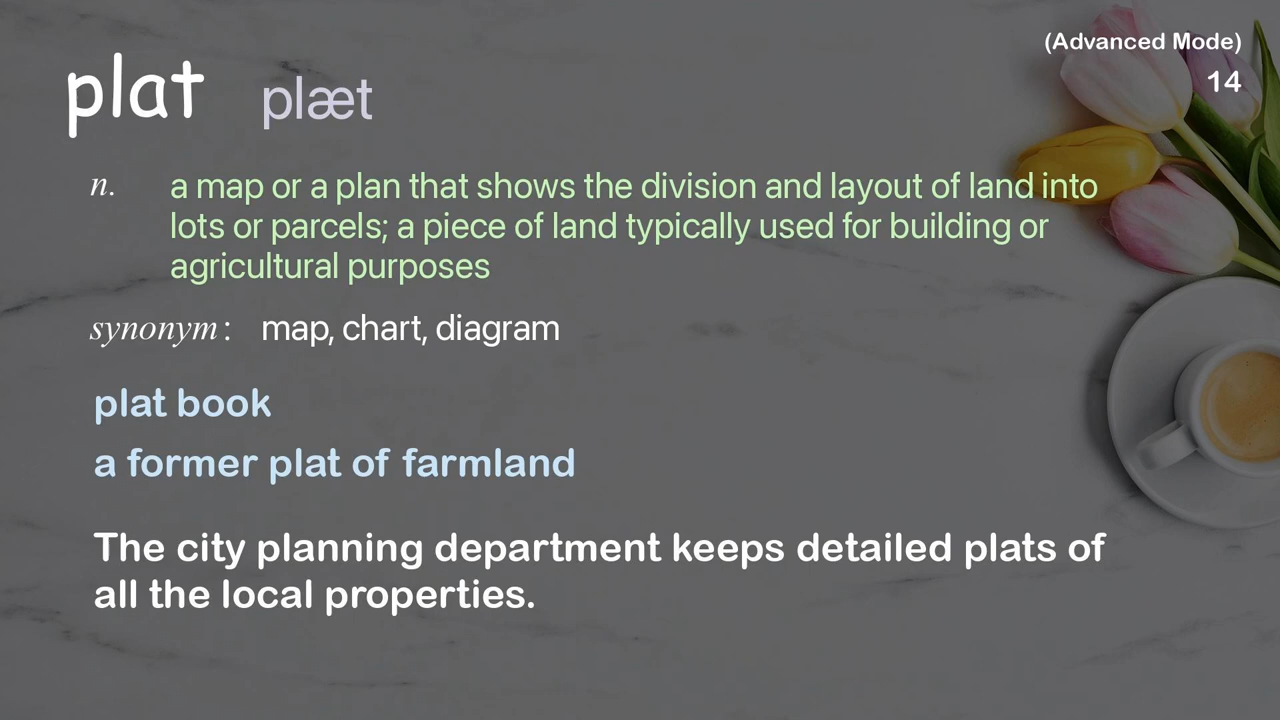 (Advanced Mode)
14
plat plæt
n. a map or a plan that shows the division and layout of land into
lots or parcels; a piece of land typically used for building or
agricultural purposes
synonym: map, chart, diagram
plat book
a former plat of farmland
The city planning department keeps detailed plats of
all the local properties.